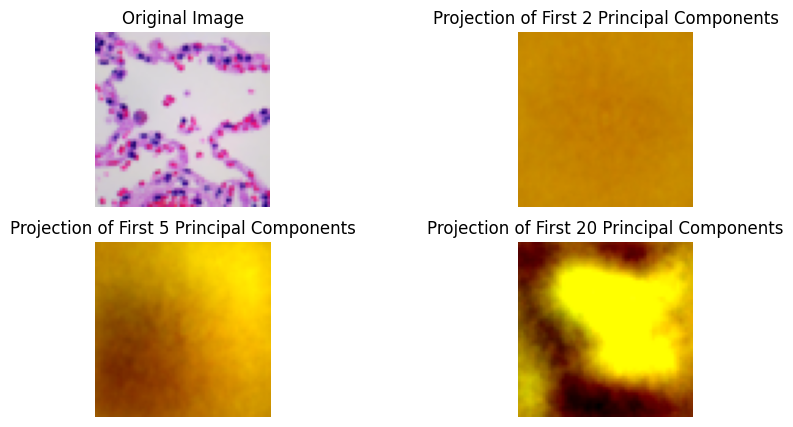 Original Image
Projection of First 2 Principal Components
Projection of First 5 Principal Components
Projection of First 20 Principal Components